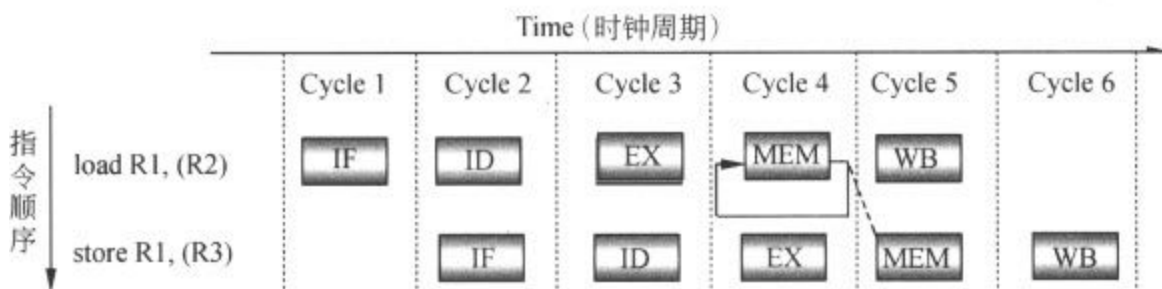 Time (时钟周期)
Cycle 1 Cycle 2 Cycle 3 Cycle 4 Cycle 5 Cycle 6
指令顺序
load R1, (R2) IF ID EX MEM WB
store R1, (R3) IF ID EX MEM WB